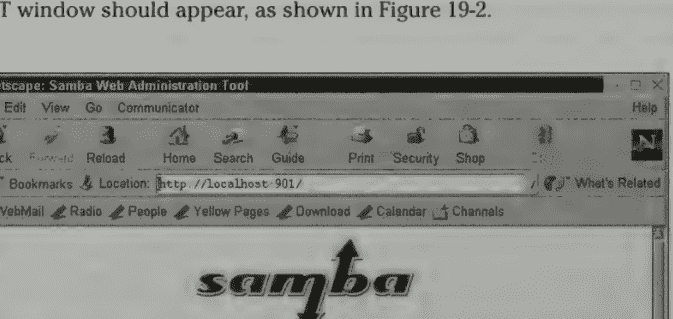 T window should appear, as shown in Figure 19-2.
tscape: Samba Web Administration Tool
Edit View Go Communicator Help
ck Forward Reload Home Search Guide Print Security Shop
Bookmarks Location: http://localhost:901/ What's Related
WebMail Radio People Yellow Pages Download Calendar Channels
samba